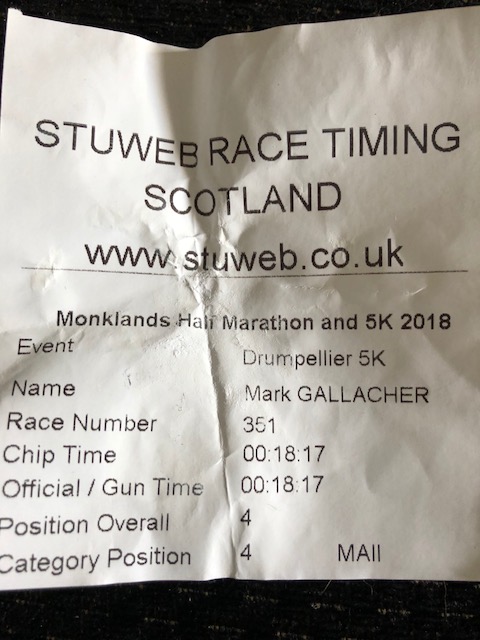 STUWEB RACE TIMING
SCOTLAND
www.stuweb.co.uk
Monklands Half Marathon and 5K 2018
Event Drumpellier 5K
Name Mark GALLACHER
Race Number 351
Chip Time 00:18:17
Official / Gun Time 00:18:17
Position Overall 4
Category Position 4 MAll